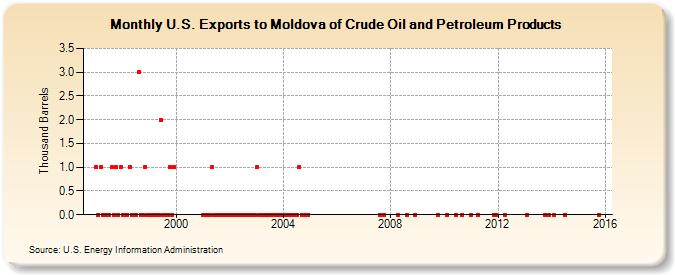 Monthly U.S. Exports to Moldova of Crude Oil and Petroleum Products
Thousand Barrels
3.5
3.0
2.5
2.0
1.5
1.0
0.5
0.0
2000 2004 2008 2012 2016
Source: U.S. Energy Information Administration